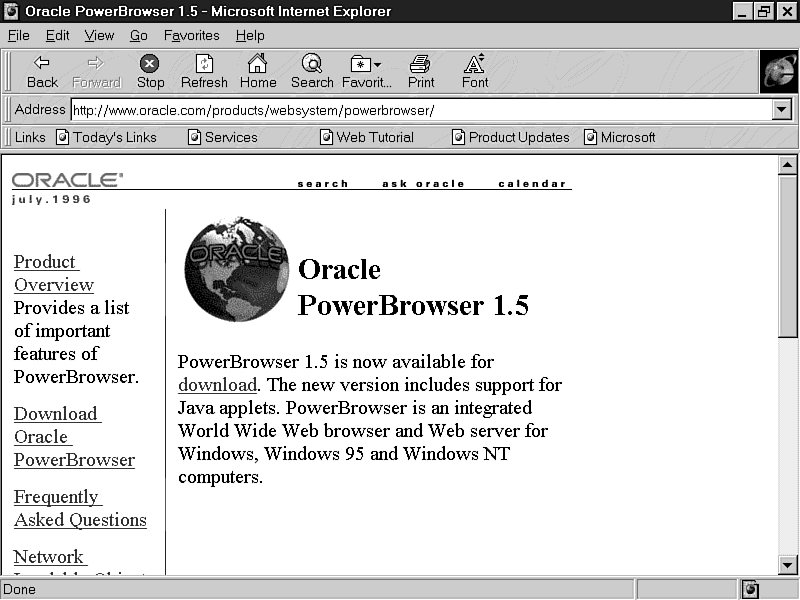 Oracle PowerBrowser 1.5 - Microsoft Internet Explorer
File Edit View Go Favorites Help
Back Forward Stop Refresh Home Search Favorit... Print Font
Address http://www.oracle.com/products/websystem/powerbrowser/
Links Today's Links Services Web Tutorial Product Updates Microsoft
ORACLE®
search ask oracle calendar
july.1996
ORACLE
Oracle
PowerBrowser 1.5
Product
Overview
Provides a list
of important
features of
PowerBrowser.
Download
Oracle
PowerBrowser
Frequently
Asked Questions
Network
PowerBrowser 1.5 is now available for
download. The new version includes support for
Java applets. PowerBrowser is an integrated
World Wide Web browser and Web server for
Windows, Windows 95 and Windows NT
computers.
Done